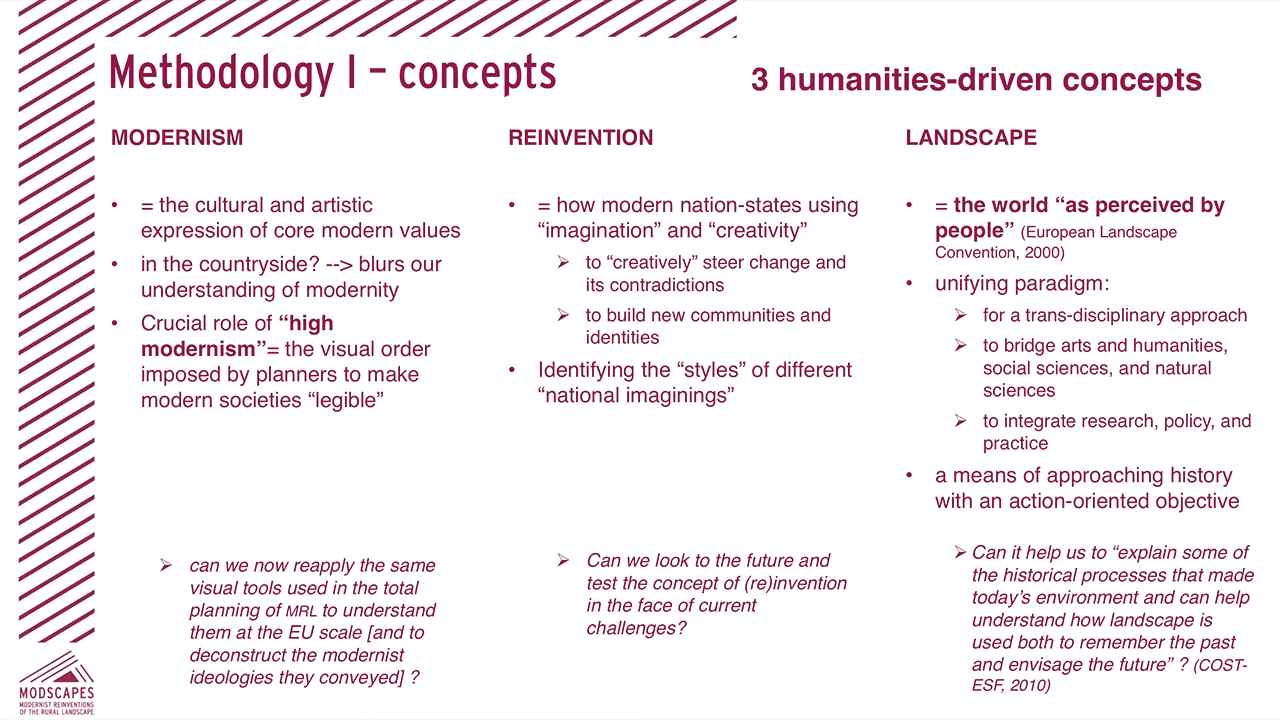 Methodology I – concepts
3 humanities-driven concepts
MODERNISM
• = the cultural and artistic
expression of core modern values
• in the countryside? --> blurs our
understanding of modernity
• Crucial role of “high
modernism”= the visual order
imposed by planners to make
modern societies “legible”
➢ can we now reapply the same
visual tools used in the total
planning of MRL to understand
them at the EU scale [and to
deconstruct the modernist
ideologies they conveyed] ?
REINVENTION
• = how modern nation-states using
“imagination” and “creativity”
➢ to “creatively” steer change and
its contradictions
➢ to build new communities and
identities
• Identifying the “styles” of different
“national imaginings”
➢ Can we look to the future and
test the concept of (re)invention
in the face of current
challenges?
LANDSCAPE
• = the world “as perceived by
people” (European Landscape
Convention, 2000)
• unifying paradigm:
➢ for a trans-disciplinary approach
➢ to bridge arts and humanities,
social sciences, and natural
sciences
➢ to integrate research, policy, and
practice
• a means of approaching history
with an action-oriented objective
➢ Can it help us to “explain some of
the historical processes that made
today’s environment and can help
understand how landscape is
used both to remember the past
and envisage the future” ? (COST-
ESF, 2010)
MODSCAPES
MODERNIST REINVENTIONS
OF THE RURAL LANDSCAPE